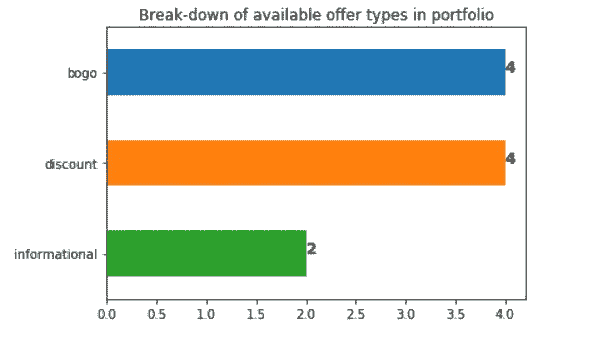 Break-down of available offer types in portfolio
bogo
4
discount
4
informational
2
0.0 0.5 1.0 1.5 2.0 2.5 3.0 3.5 4.0